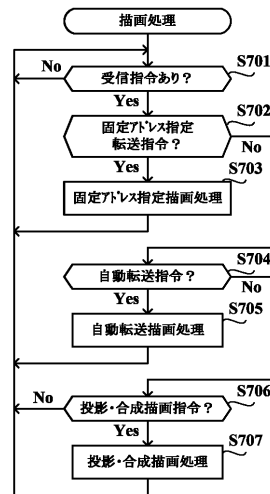 描画処理
S701
No
受信指令あり?
Yes
S702
固定ｱﾄﾞﾚｽ指定
転送指令?
Yes
No
S703
固定ｱﾄﾞﾚｽ指定描画処理
S704
自動転送指令?
Yes
No
S705
自動転送描画処理
S706
No
投影・合成描画指令?
Yes
S707
投影・合成描画処理